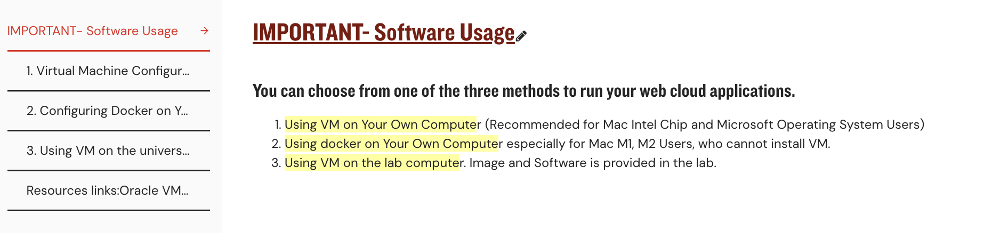 IMPORTANT- Software Usage
1. Virtual Machine Configur...
2. Configuring Docker on Y...
3. Using VM on the univers...
Resources links:Oracle VM...
IMPORTANT- Software Usage
You can choose from one of the three methods to run your web cloud applications.
1. Using VM on Your Own Computer (Recommended for Mac Intel Chip and Microsoft Operating System Users)
2. Using docker on Your Own Computer especially for Mac M1, M2 Users, who cannot install VM.
3. Using VM on the lab computer. Image and Software is provided in the lab.